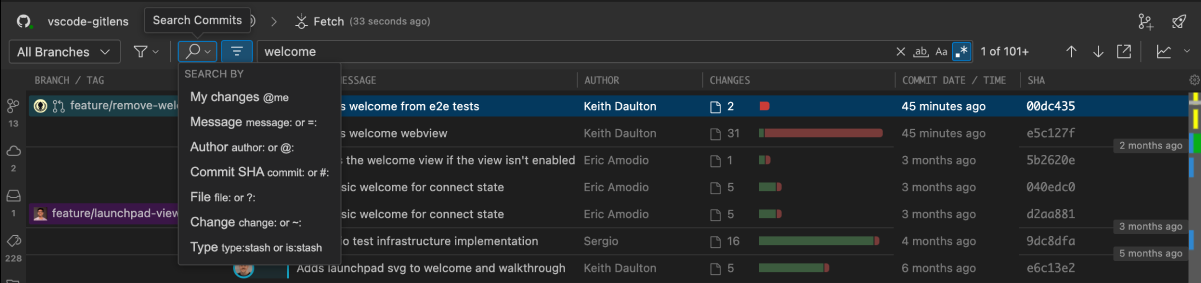 vscode-gitlens Search Commits Fetch (33 seconds ago)
All Branches welcome ab, Aa .* 1 of 101+
BRANCH / TAG MESSAGE AUTHOR CHANGES COMMIT DATE / TIME SHA
SEARCH BY
My changes @me
Message message: or =:
Author author: or @:
Commit SHA commit: or #:
File file: or ?:
Change change: or ~:
Type type:stash or is:stash
13
2
1
228
feature/remove-wel s welcome from e2e tests Keith Daulton 2 45 minutes ago 00dc435
s welcome webview Keith Daulton 31 45 minutes ago e5c127f
2 months ago
s the welcome view if the view isn't enabled Eric Amodio 1 3 months ago 5b2620e
sic welcome for connect state Eric Amodio 5 3 months ago 040edc0
feature/launchpad-view sic welcome for connect state Eric Amodio 5 3 months ago d2aa881
3 months ago
o test infrastructure implementation Sergio 16 4 months ago 9dc8dfa
5 months ago
Adds launchpad svg to welcome and walkthrough Keith Daulton 5 6 months ago e6c13e2